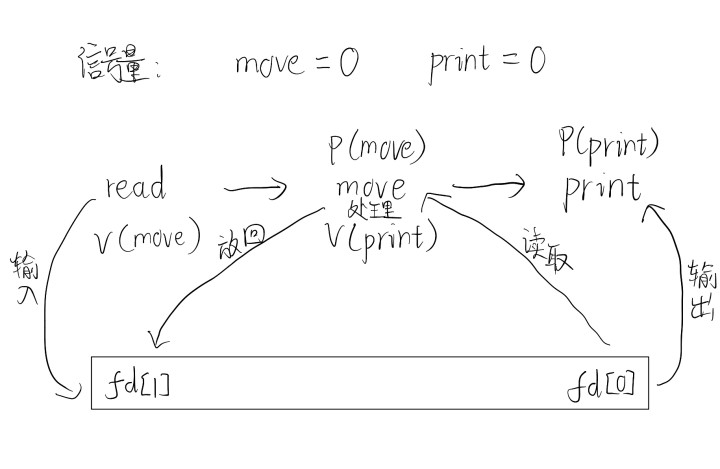 信号量: move = 0 print = 0
P(move) P(print)
read move print
处理
V(move) V(print)
放回 读取
输入 输出
fd[1] fd[0]